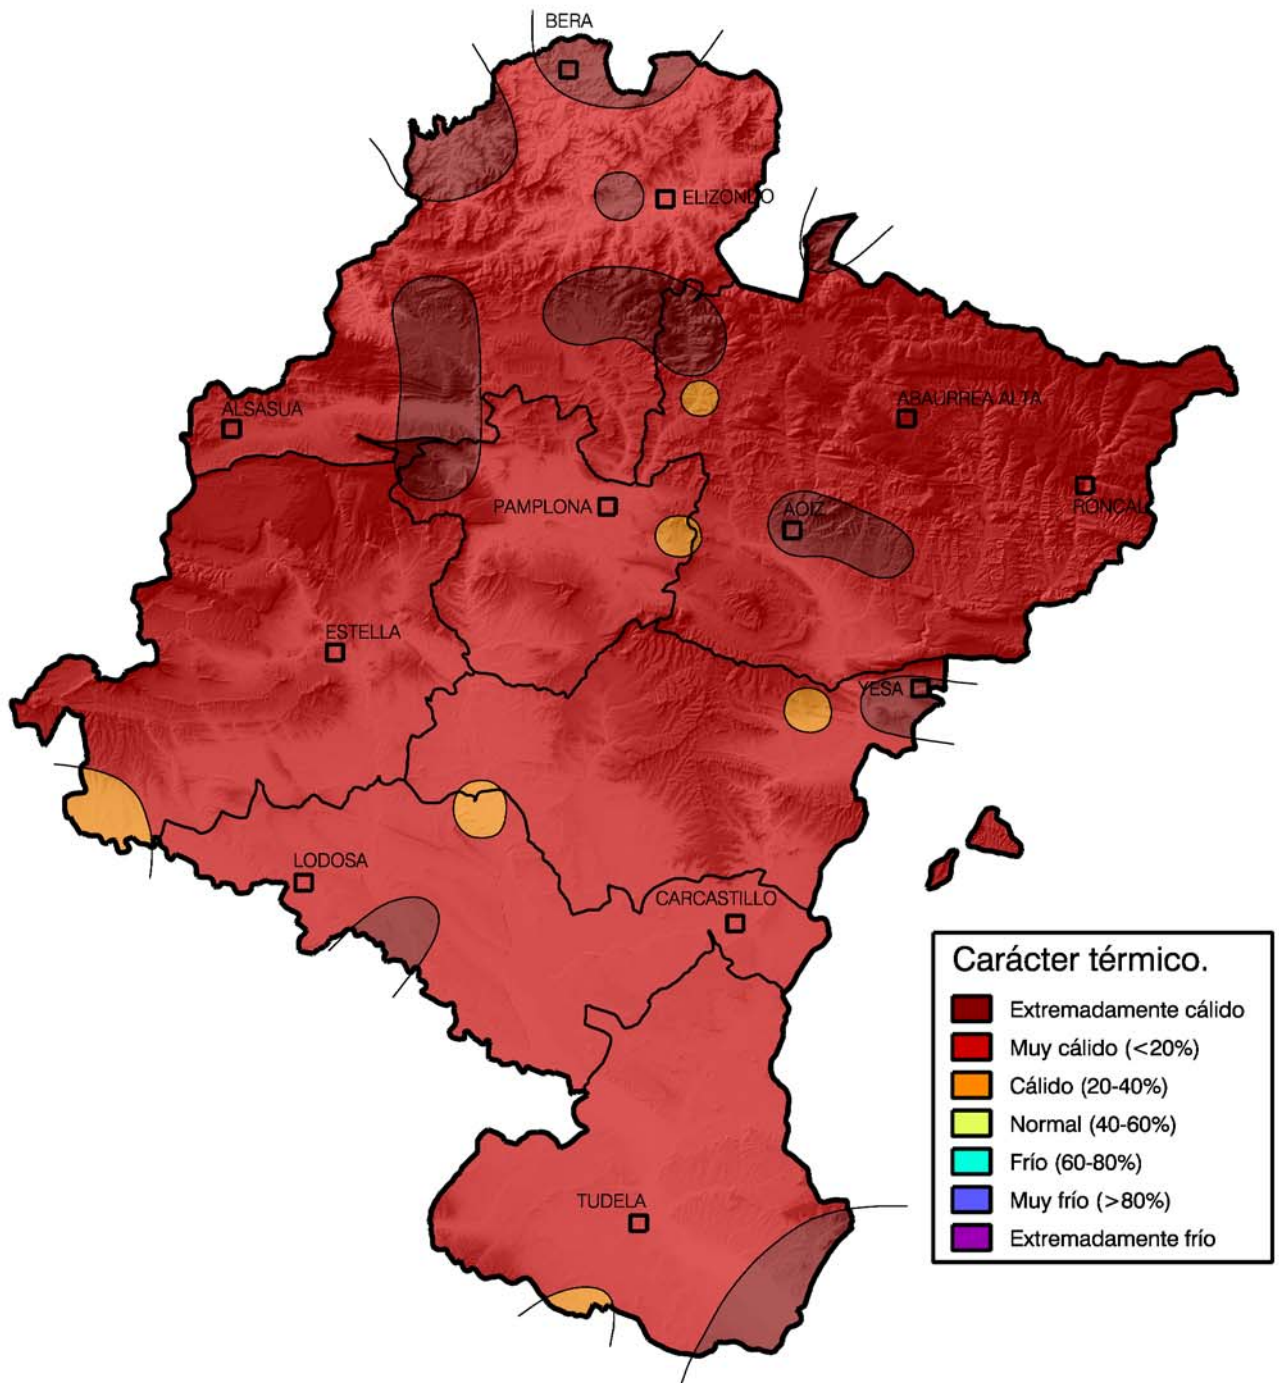 BERA
ELIZONDO
ABAURREA ALTA
ALSASUA
RONCAL
PAMPLONA
AOIZ
ESTELLA
YESA
LODOSA
CARCASTILLO
Carácter térmico.
Extremadamente cálido
Muy cálido (<20%)
Cálido (20-40%)
Normal (40-60%)
Frío (60-80%)
Muy frío (>80%)
Extremadamente frío
TUDELA